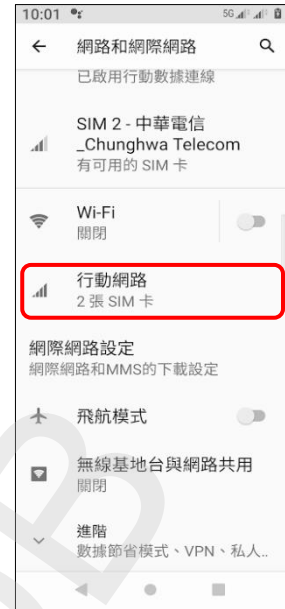 10:01
5G
網路和網際網路
已啟用行動數據連線
SIM 2 - 中華電信
_Chunghwa Telecom
有可用的 SIM 卡
Wi-Fi
關閉
行動網路
2 張 SIM 卡
網際網路設定
網際網路和MMS的下載設定
飛航模式
無線基地台與網路共用
關閉
進階
數據節省模式、VPN、私人..